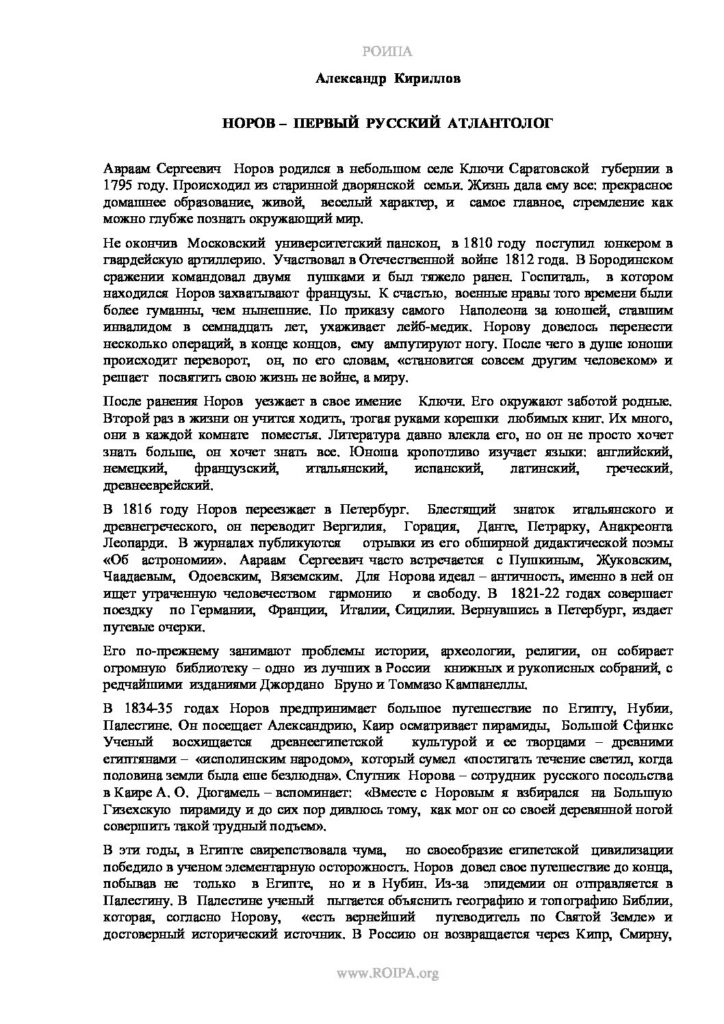 РОИПА
Александр Кириллов
НОРОВ – ПЕРВЫЙ РУССКИЙ АТЛАНТОЛОГ
Авраам Сергеевич Норов родился в небольшом селе Ключи Саратовской губернии в
1795 году. Происходил из старинной дворянской семьи. Жизнь дала ему все: прекрасное
домашнее образование, живой, веселый характер, и самое главное, стремление как
можно глубже познать окружающий мир.
Не окончив Московский университетский панскон, в 1810 году поступил юнкером в
гвардейскую артиллерию. Участвовал в Отечественной войне 1812 года. В Бородинском
сражении командовал двумя пушками и был тяжело ранен. Госпиталь, в котором
находился Норов захватывают французы. К счастью, военные нравы того времени были
более гуманны, чем нынешние. По приказу самого Наполеона за юношей, ставшим
инвалидом в семнадцать лет, ухаживает лейб-медик. Норову довелось перенести
несколько операций, в конце концов, ему ампутируют ногу. После чего в душе юноши
происходит переворот, он, по его словам, «становится совсем другим человеком» и
решает посвятить свою жизнь не войне, а миру.
После ранения Норов уезжает в свое имение Ключи. Его окружают заботой родные.
Второй раз в жизни он учится ходить, трогая руками корешки любимых книг. Их много,
они в каждой комнате поместья. Литература давно влекла его, но он не просто хочет
знать больше, он хочет знать все. Юноша кропотливо изучает языки: английский,
немецкий, французский, итальянский, испанский, латинский, греческий,
древнееврейский.
В 1816 году Норов переезжает в Петербург. Блестящий знаток итальянского и
древнегреческого, он переводит Вергилия, Горация, Данте, Петрарку, Анакреонта
Леопарди. В журналах публикуются отрывки из его обширной дидактической поэмы
«Об астрономии». Аараам Сергеевич часто встречается с Пушкиным, Жуковским,
Чаадаевым, Одоевским, Вяземским. Для Норова идеал – античность, именно в ней он
ищет утраченную человечеством гармонию и свободу. В 1821-22 годах совершает
поездку по Германии, Франции, Италии, Сицилии. Вернувшись в Петербург, издает
путевые очерки.
Его по-прежнему занимают проблемы истории, археологии, религии, он собирает
огромную библиотеку – одно из лучших в России книжных и рукописных собраний, с
редчайшими изданиями Джордано Бруно и Томмазо Кампанеллы.
В 1834-35 годах Норов предпринимает большое путешествие по Египту, Нубии,
Палестине. Он посещает Александрию, Каир осматривает пирамиды, Большой Сфинкс
Ученый восхищается древнеегипетской культурой и ее творцами – древними
египтянами – «исполинским народом», который сумел «постигать течение светил, когда
половина земли была еше безлюдна». Спутник Норова – сотрудник русского посольства
в Каире А. О. Дюгамель – вспоминает: «Вместе с Норовым я взбирался на Большую
Гизехскую пирамиду и до сих пор дивлюсь тому, как мог он со своей деревянной ногой
совершить такой трудный подъем».
В эти годы, в Египте свирепствовала чума, но своеобразие египетской цивилизации
победило в ученом элементарную осторожность. Норов довел свое путешествие до конца,
побывав не только в Египте, но и в Нубин. Из-за эпидемии он отправляется в
Палестину. В Палестине ученый пытается объяснить географию и топографию Библии,
которая, согласно Норову, «есть вернейший путеводитель по Святой Земле» и
достоверный исторический источник. В Россию он возвращается через Кипр, Смирну,
www.ROIPA.org